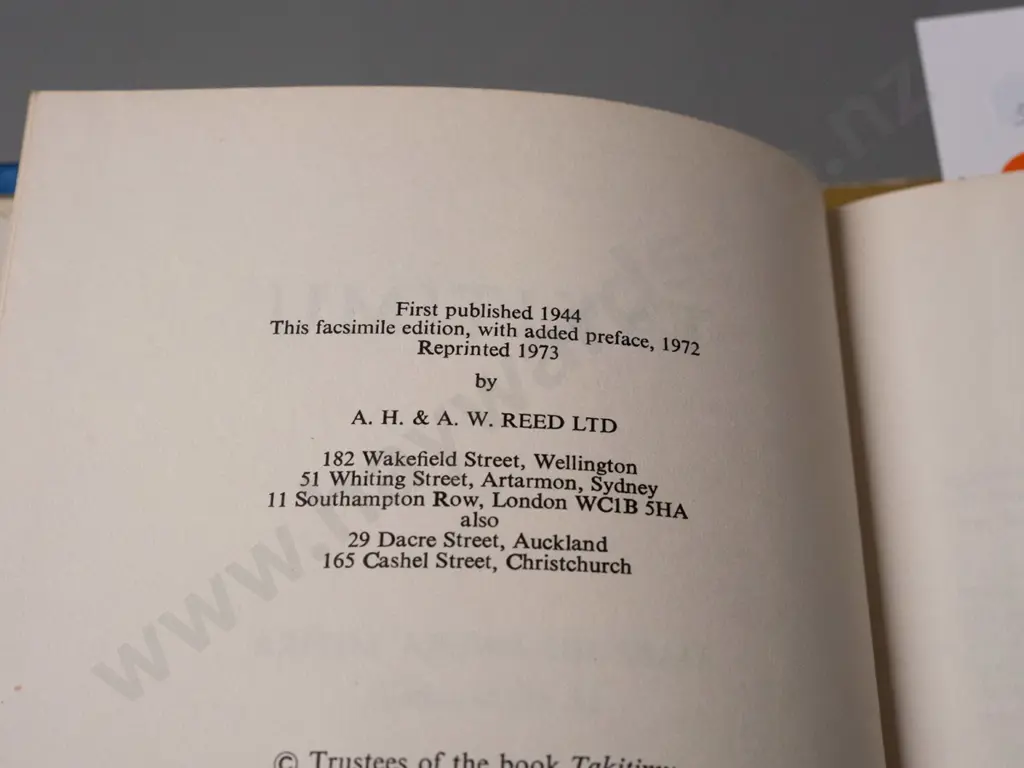 First published 1944
This facsimile edition, with added preface, 1972
Reprinted 1973
by
A. H. & A. W. REED LTD
182 Wakefield Street, Wellington
51 Whiting Street, Artarmon, Sydney
11 Southampton Row, London WC1B 5HA
also
29 Dacre Street, Auckland
165 Cashel Street, Christchurch
© Trustees of the book Takitimu